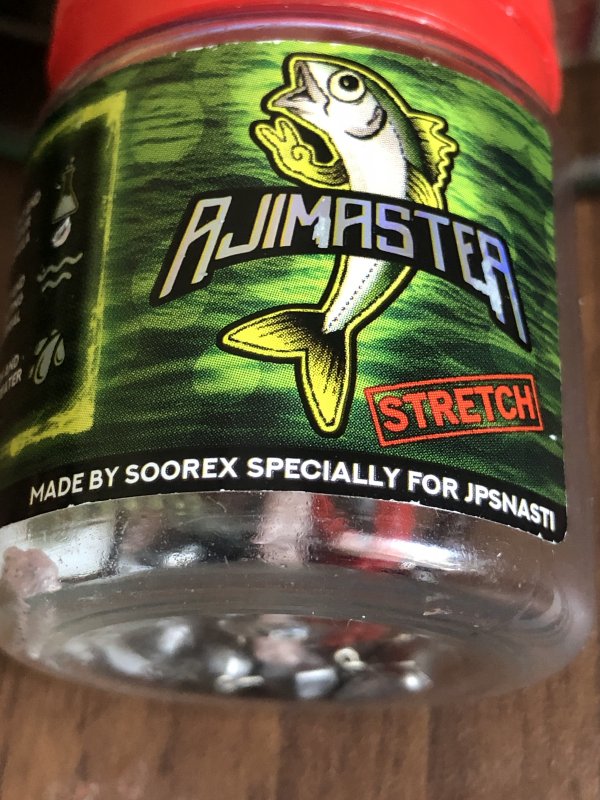 AJIMASTER
STRETCH
MADE BY SOOREX SPECIALLY FOR JPSNASTI